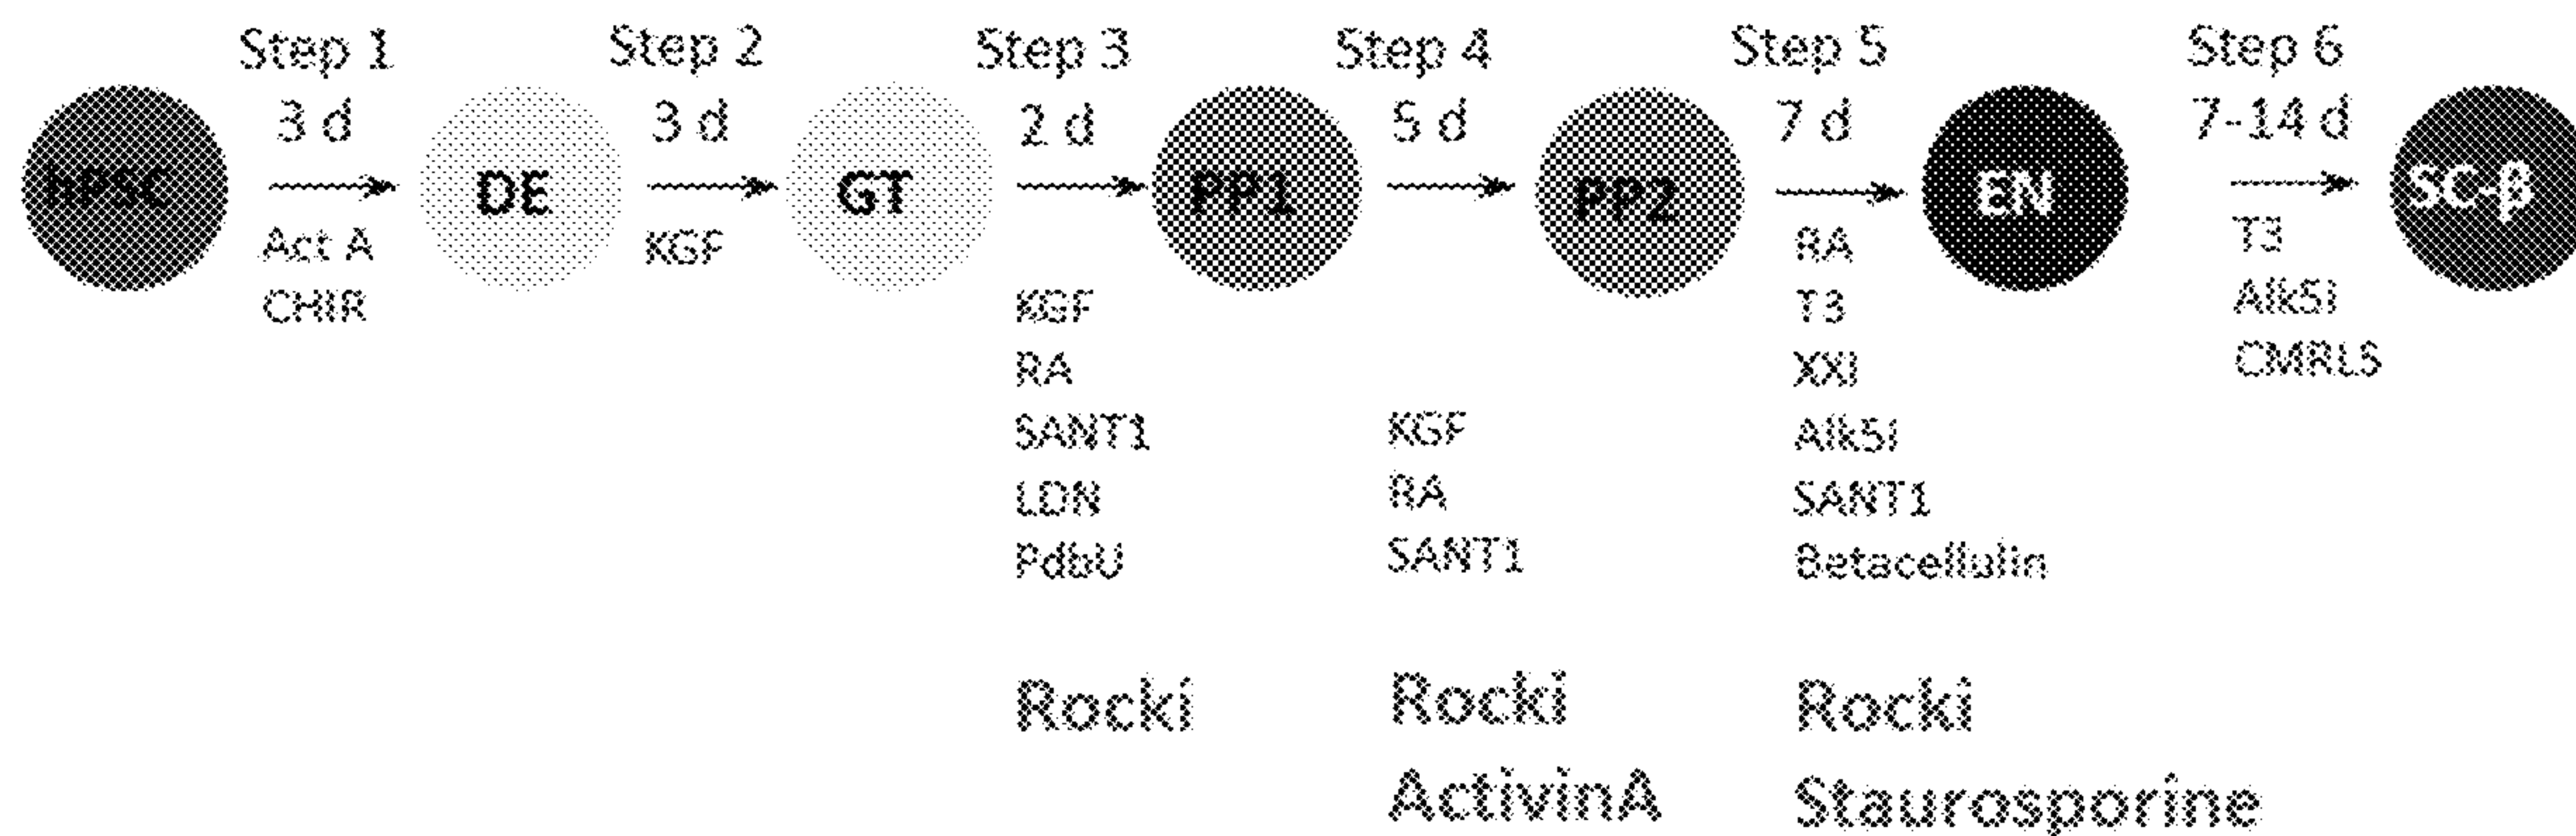 Step 1
3 d
Step 2
3 d
Step 3
2 d
Step 4
5 d
Step 5
7 d
Step 6
7-14 d
hPSC
DE
GT
PP1
PP2
EN
SC-β
Act A
CHIR
KGF
KGF
RA
SANT1
LDN
PdbU
Rocki
KGF
RA
SANT1
Rocki
ActivinA
RA
T3
XXI
Alk5i
SANT1
Betacellulin
Rocki
Staurosporine
T3
Alk5i
CMRLS